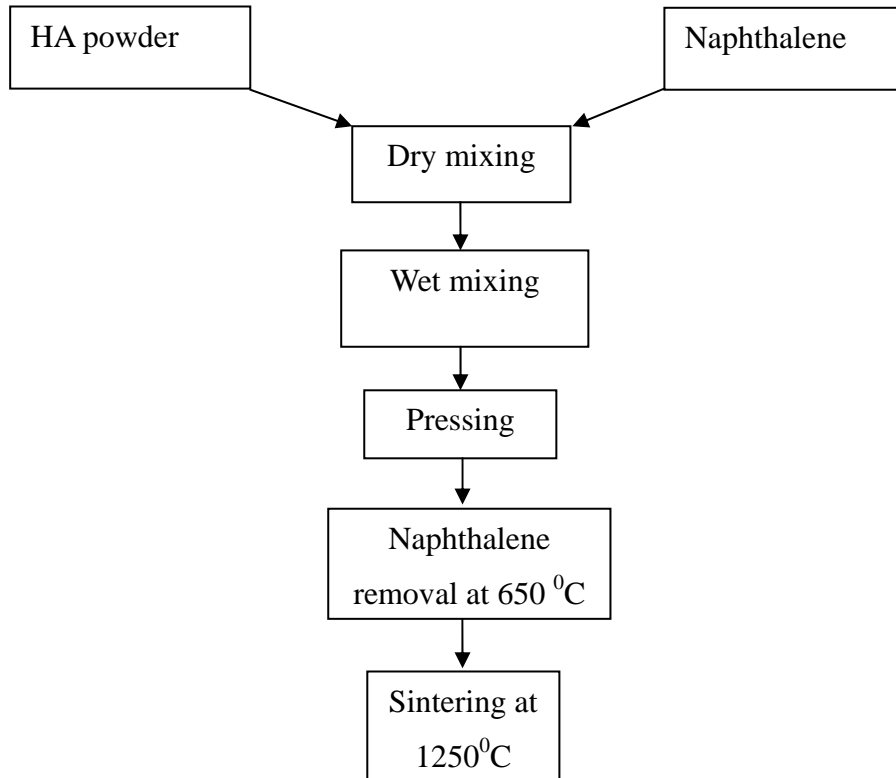 HA powder
Naphthalene
Dry mixing
Wet mixing
Pressing
Naphthalene
removal at 650 ⁰C
Sintering at
1250⁰C